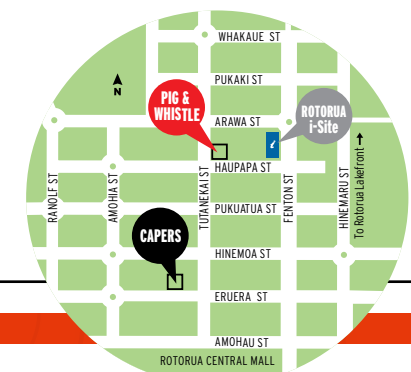 WHAKAUE ST
PUKAKI ST
N
PIG &
WHISTLE
ARAWA ST
ROTORUA
i-Site
HAUPAPA ST
RANOLF ST
AMOHIA ST
TUTANEKAI ST
FENTON ST
HINEMARU ST
To Rotorua Lakefront
PUKUATUA ST
CAPERS
HINEMOA ST
ERUERA ST
AMOHAU ST
ROTORUA CENTRAL MALL